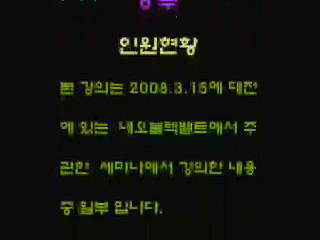 인원현황
본 강의는 2008.3.15에 대전
에 있는 네오블랙벨트에서 주
관한 세미나에서 강의한 내용
중 일부 입니다.